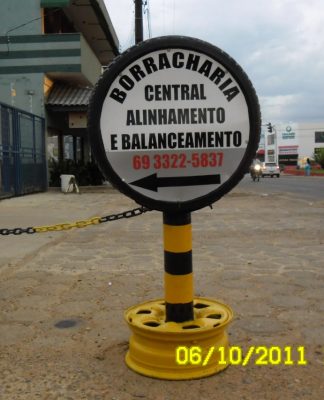 BORRACHARIA
CENTRAL
ALINHAMENTO
E BALANCEAMENTO
69 3322-5837
06/10/2011